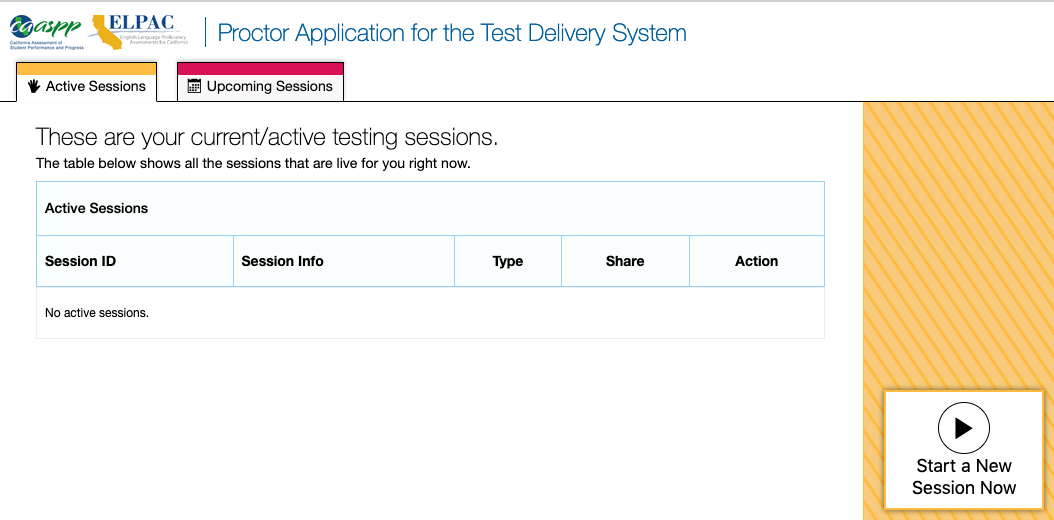 caaspp
California Assessment of
Student Performance and Progress
ELPAC
English Language Proficiency
Assessments for California
Proctor Application for the Test Delivery System
Active Sessions
Upcoming Sessions
These are your current/active testing sessions.
The table below shows all the sessions that are live for you right now.
Active Sessions
Session ID Session Info Type Share Action
No active sessions.
Start a New
Session Now